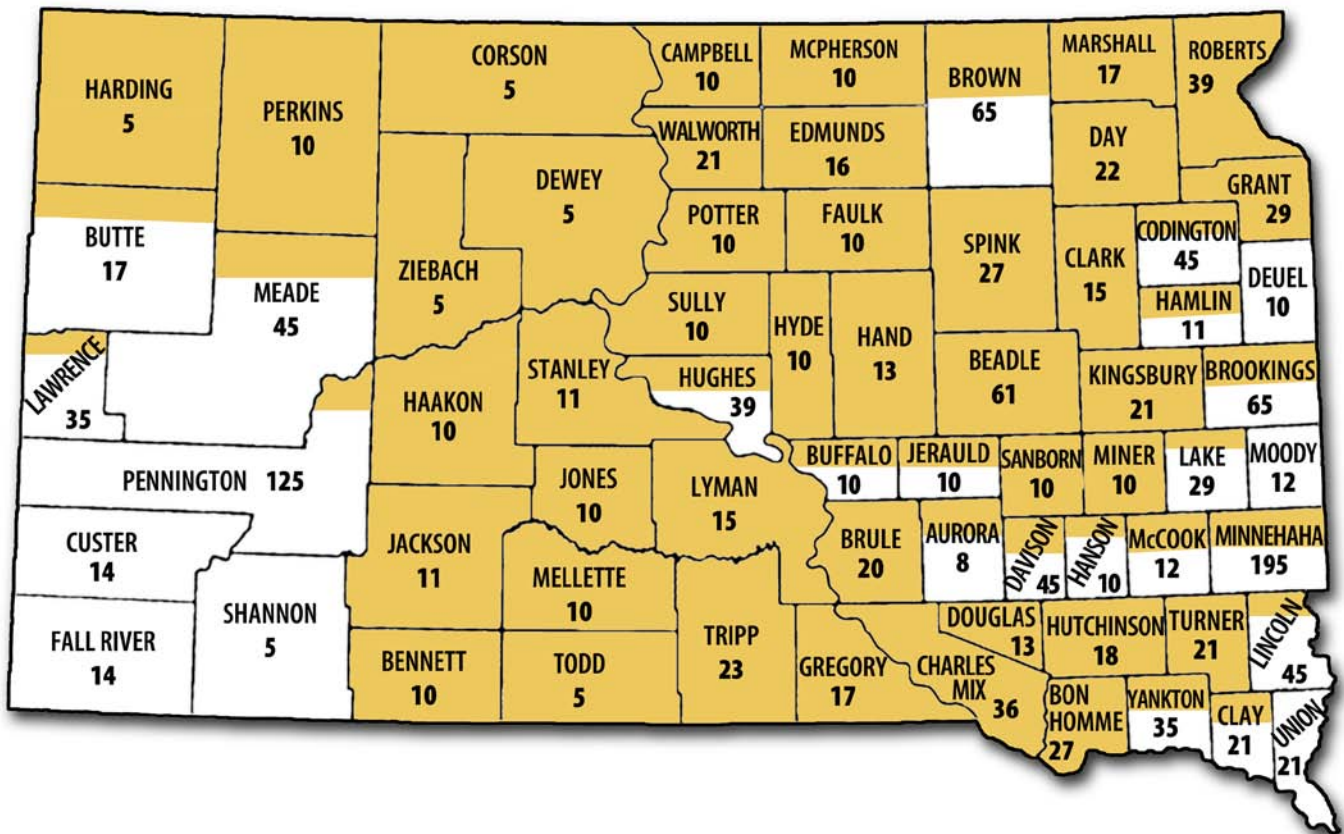 HARDING
5
PERKINS
10
CORSON
5
CAMPBELL
10
MCPHERSON
10
BROWN
65
MARSHALL
17
ROBERTS
39
WALWORTH
21
EDMUNDS
16
DAY
22
DEWEY
5
GRANT
29
POTTER
10
FAULK
10
BUTTE
17
ZIEBACH
5
SPINK
27
CLARK
15
CODINGTON
45
DEUEL
10
MEADE
45
SULLY
10
HYDE
10
HAND
13
HAMLIN
11
LAWRENCE
35
STANLEY
11
HUGHES
39
BEADLE
61
KINGSBURY
21
BROOKINGS
65
HAAKON
10
PENNINGTON 125
JONES
10
LYMAN
15
BUFFALO
10
JERAULD
10
SANBORN
10
MINER
10
LAKE
29
MOODY
12
CUSTER
14
JACKSON
11
MELLETTE
10
BRULE
20
AURORA
8
DAVISON
45
HANSON
10
McCOOK
12
MINNEHAHA
195
SHANNON
5
FALL RIVER
14
BENNETT
10
TODD
5
TRIPP
23
GREGORY
17
CHARLES
MIX 36
DOUGLAS
13
HUTCHINSON
18
TURNER
21
LINCOLN
45
BON
HOMME
27
YANKTON
35
CLAY
21
UNION
21